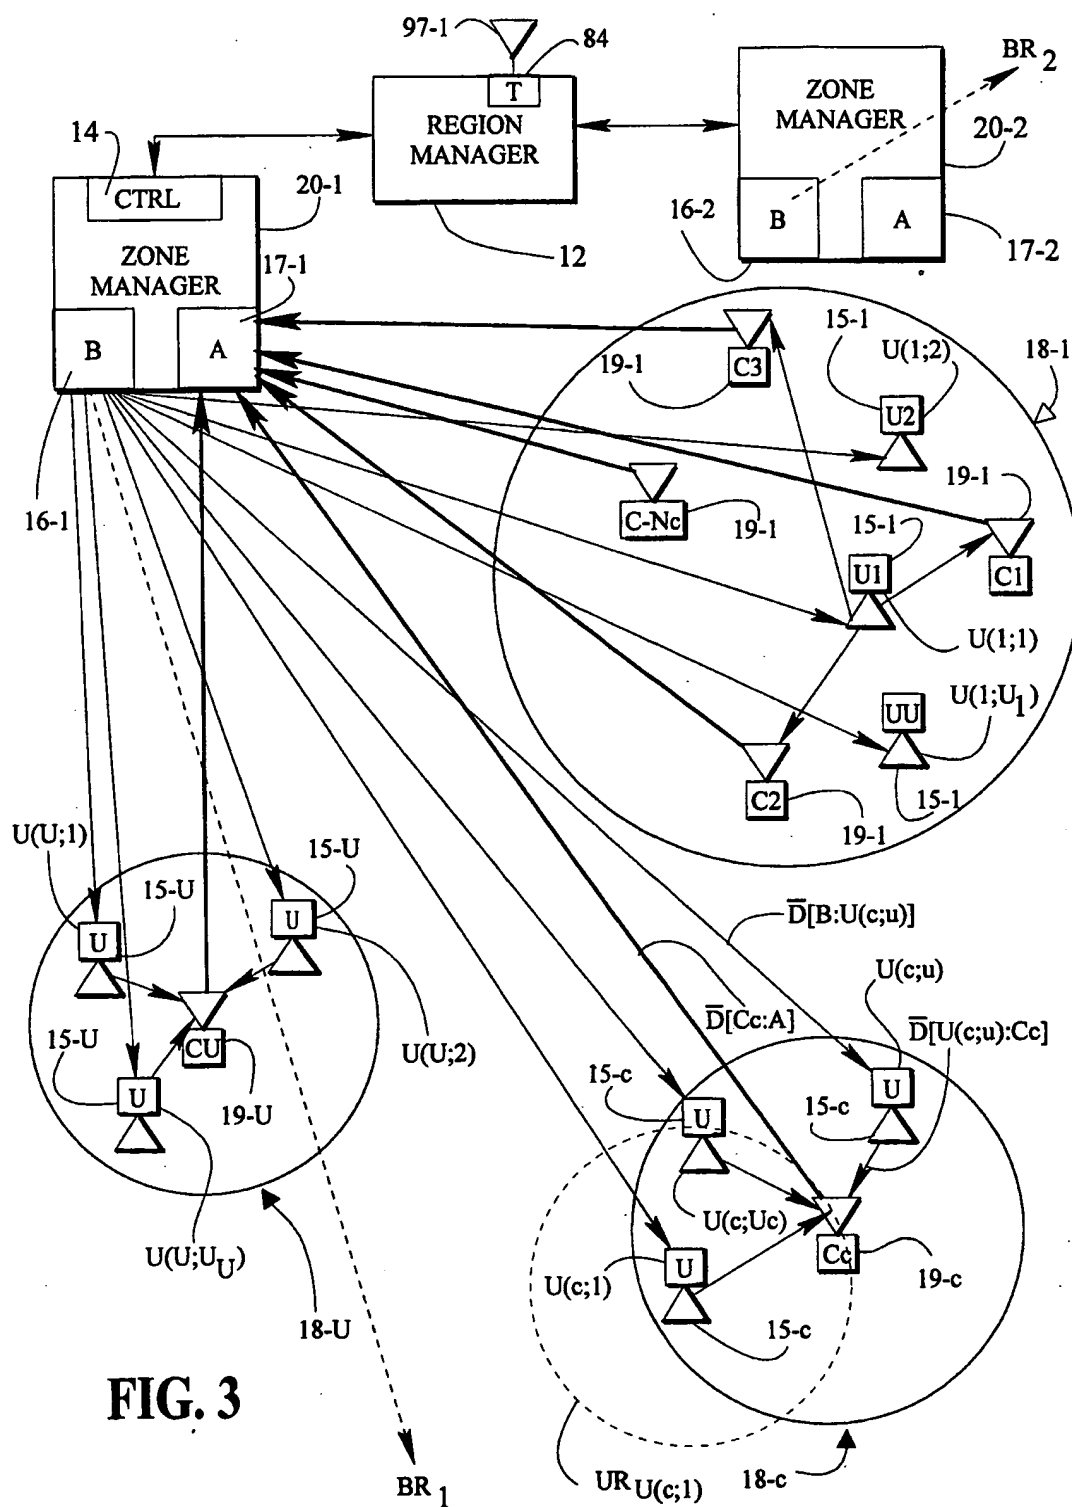 97-1
84
BR 2
T
REGION
MANAGER
ZONE
MANAGER
14
CTRL
20-1
20-2
ZONE
MANAGER
12
16-2
B
A
17-2
17-1
B
A
C3
19-1
15-1
U(1;2)
18-1
U2
16-1
C-Nc
19-1
15-1
19-1
U1
C1
U(1;1)
UU
U(1;U1)
C2
15-1
19-1
U(U;1)
15-U
15-U
U
U
D̅[B:U(c;u)]
U(c;u)
15-U
CU
U(U;2)
D̅[Cc:A]
D̅[U(c;u):Cc]
U
19-U
15-c
U
U
15-c
U(U;UU)
U(c;Uc)
U
Cc
19-c
U(c;1)
18-U
15-c
FIG. 3
BR 1
UR U(c;1)
18-c